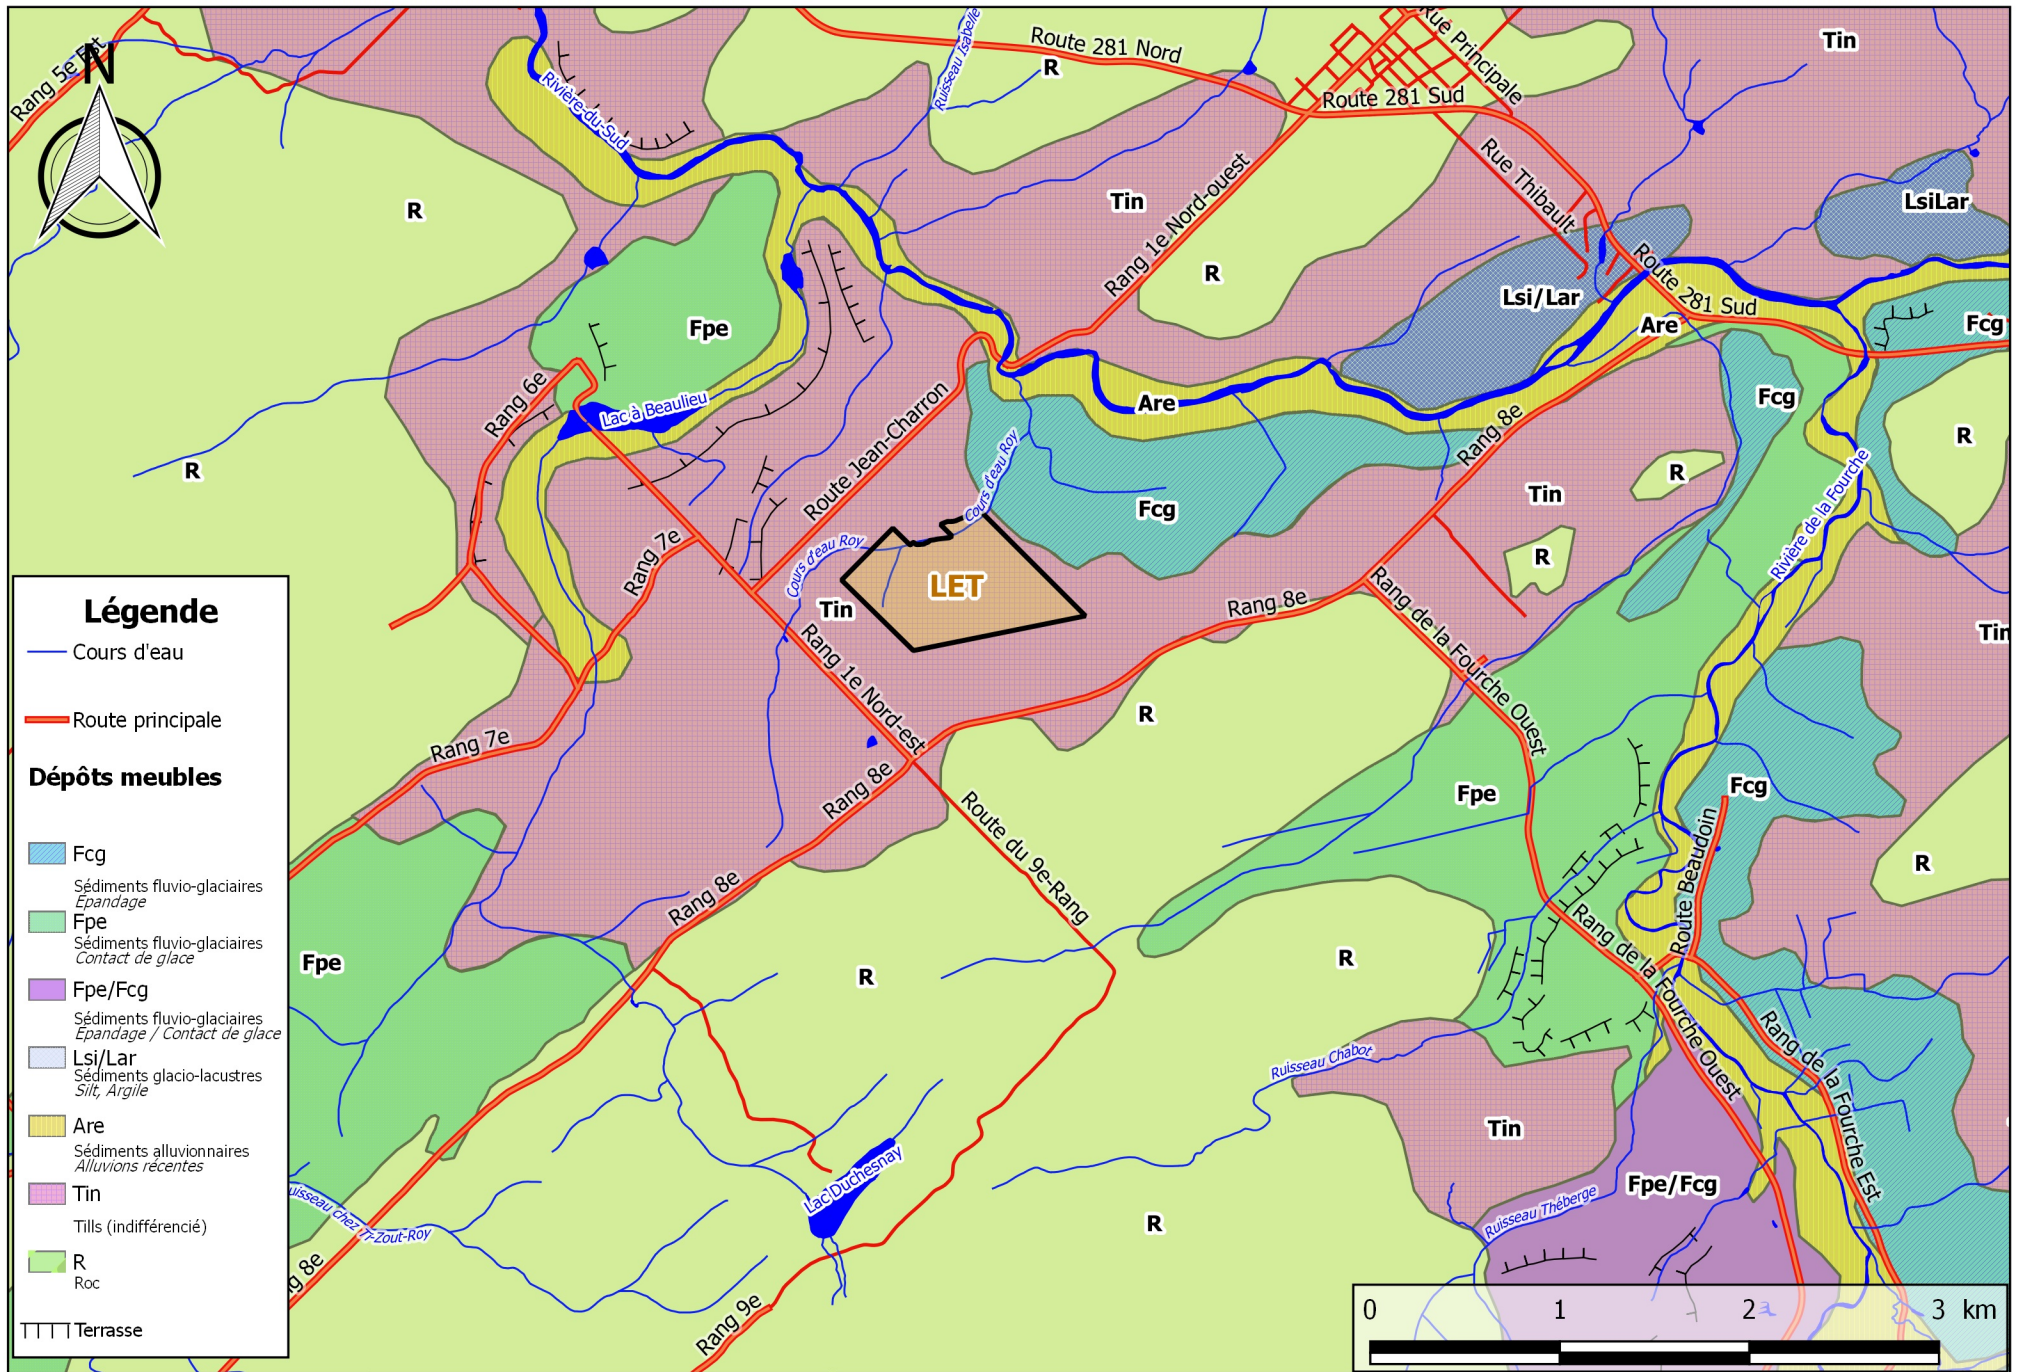 N
Rang 5e Est
Rivière-du-Sud
Ruisseau Isabelle
Route 281 Nord
R
Rue Principale
Route 281 Sud
Tin
Rue Thibault
R
Tin
Rang 1e Nord-ouest
LsiLar
R
Lsi/Lar
Route 281 Sud
Are
Fcg
Fpe
Rang 6e
Lac à Beaulieu
Route Jean-Charron
Are
Rang 8e
Fcg
R
R
Cours d'eau Roy
Fcg
Tin
R
Rivière de la Fourche
Rang 7e
Cours d'eau Roy
LET
R
Tin
Rang 8e
Rang de la Fourche Ouest
Tin
Rang 1e Nord-est
R
Rang 7e
Rang 8e
Fpe
Fcg
Route du 9e-Rang
Route Beaudoin
R
Rang 8e
Fpe
R
R
Rang de la Fourche Ouest
Rang de la Fourche Est
Ruisseau Chabot
Tin
Lac Duchesnay
Fpe/Fcg
Ruisseau Théberge
R
uisseau chez Ti-Zout-Roy
ng 8e
Rang 9e
Légende
Cours d'eau
Route principale
Dépôts meubles
Fcg
Sédiments fluvio-glaciaires
Epandage
Fpe
Sédiments fluvio-glaciaires
Contact de glace
Fpe/Fcg
Sédiments fluvio-glaciaires
Epandage / Contact de glace
Lsi/Lar
Sédiments glacio-lacustres
Silt, Argile
Are
Sédiments alluvionnaires
Alluvions récentes
Tin
Tills (indifférencié)
R
Roc
Terrasse
0 1 2 3 km